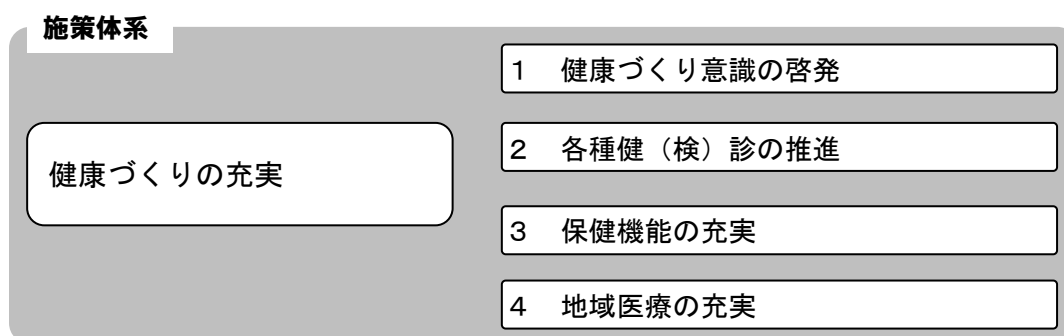 施策体系
健康づくりの充実
１　健康づくり意識の啓発
２　各種健（検）診の推進
３　保健機能の充実
４　地域医療の充実